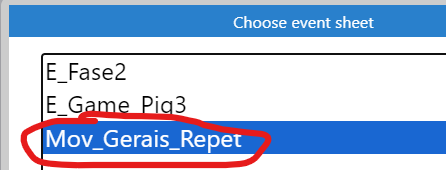 Choose event sheet
E_Fase2
E_Game_Pig3
Mov_Gerais_Repet